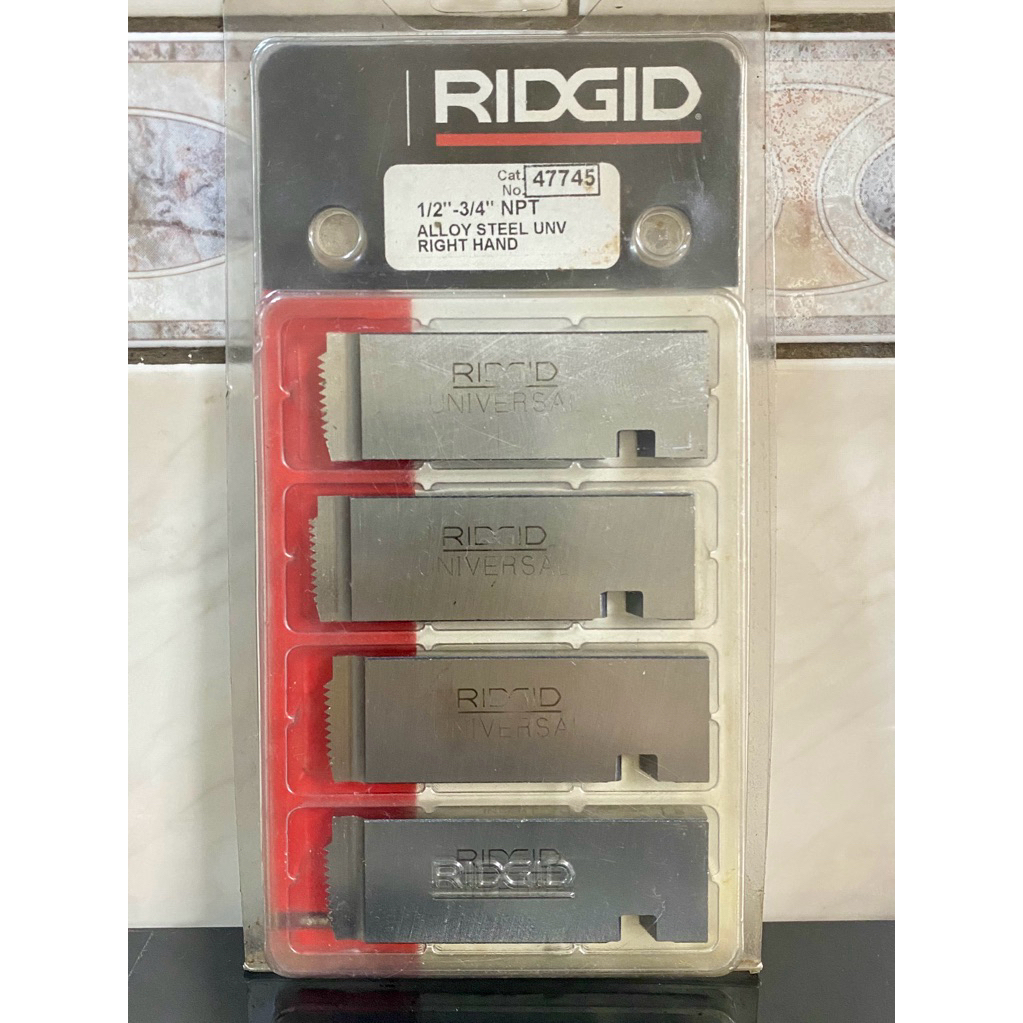 RIDGID
Cat. No. 47745
1/2"-3/4" NPT
ALLOY STEEL UNV
RIGHT HAND
RIDGID
UNIVERSAL
RIDGID
UNIVERSAL
RIDGID
UNIVERSAL
RIDGID
RIDGID